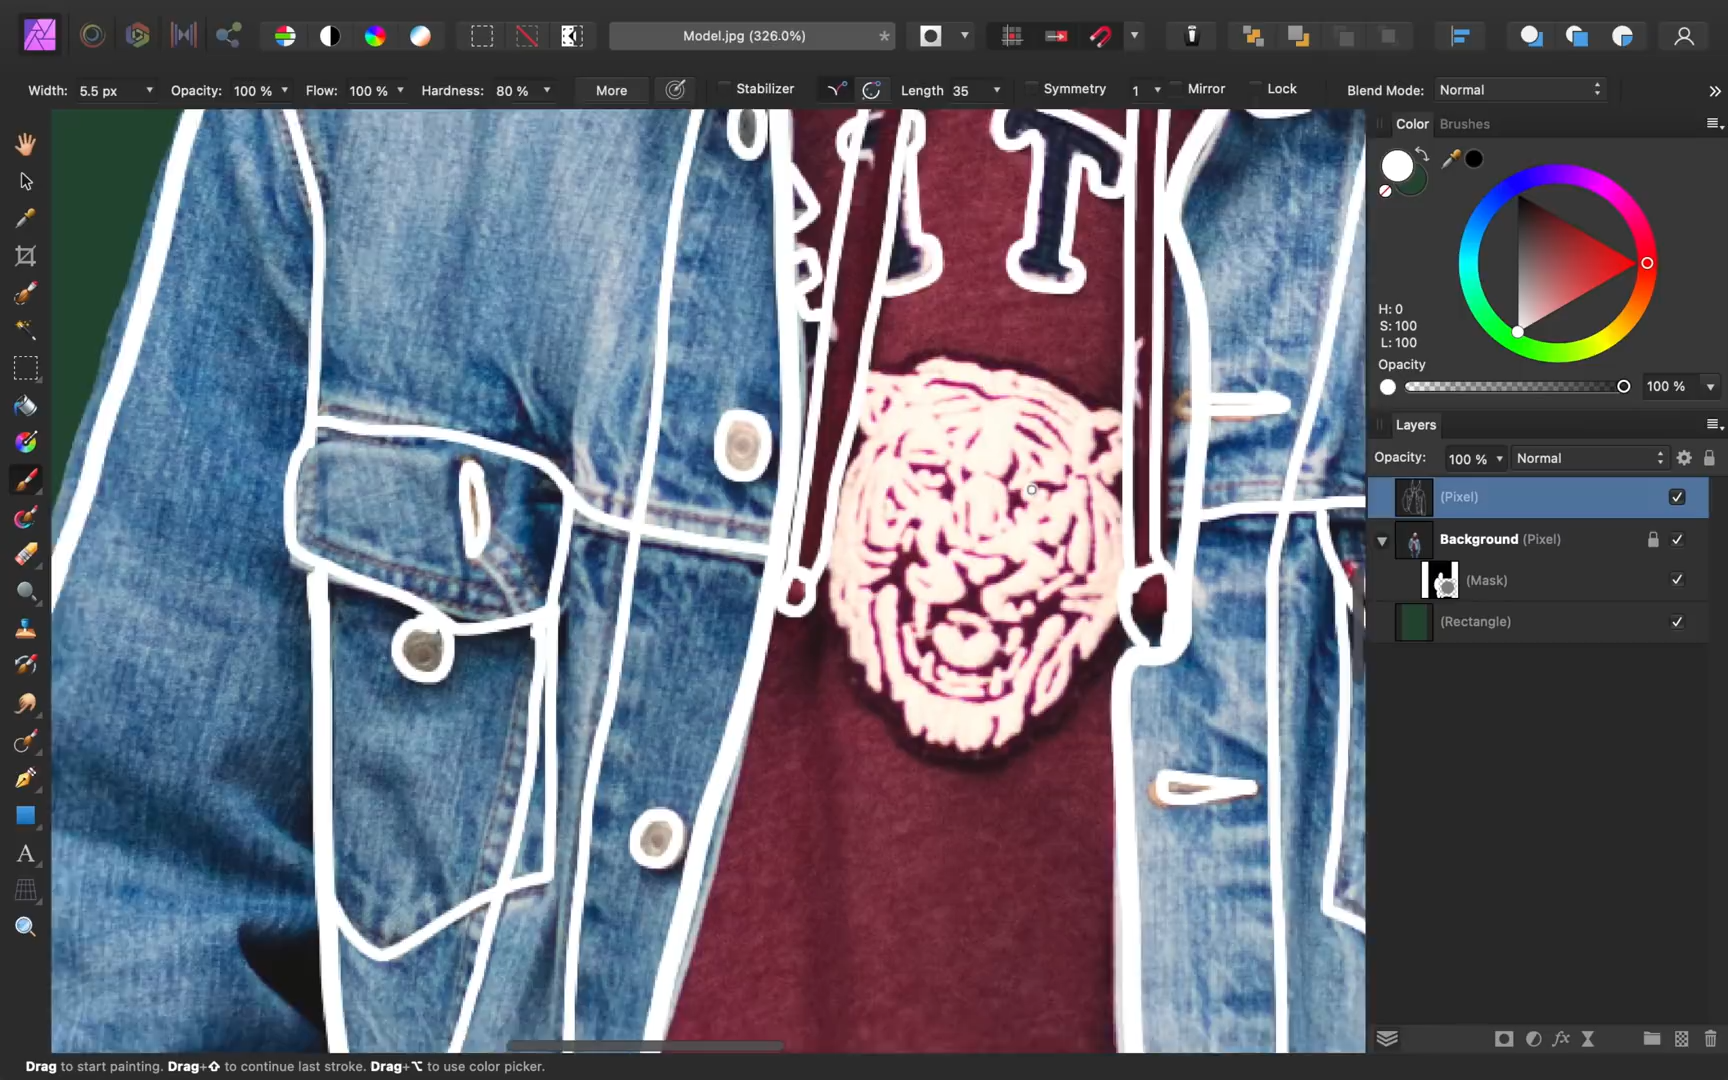 Model.jpg (326.0%)
*
Width: 5.5 px Opacity: 100 % Flow: 100 % Hardness: 80 % More Stabilizer Length 35 Symmetry 1 Mirror Lock Blend Mode: Normal
Color Brushes
H: 0
S: 100
L: 100
Opacity
100 %
Layers
Opacity: 100 % Normal
(Pixel)
Background (Pixel)
(Mask)
(Rectangle)
T
A
fx
Drag to start painting. Drag+⇧ to continue last stroke. Drag+⌥ to use color picker.